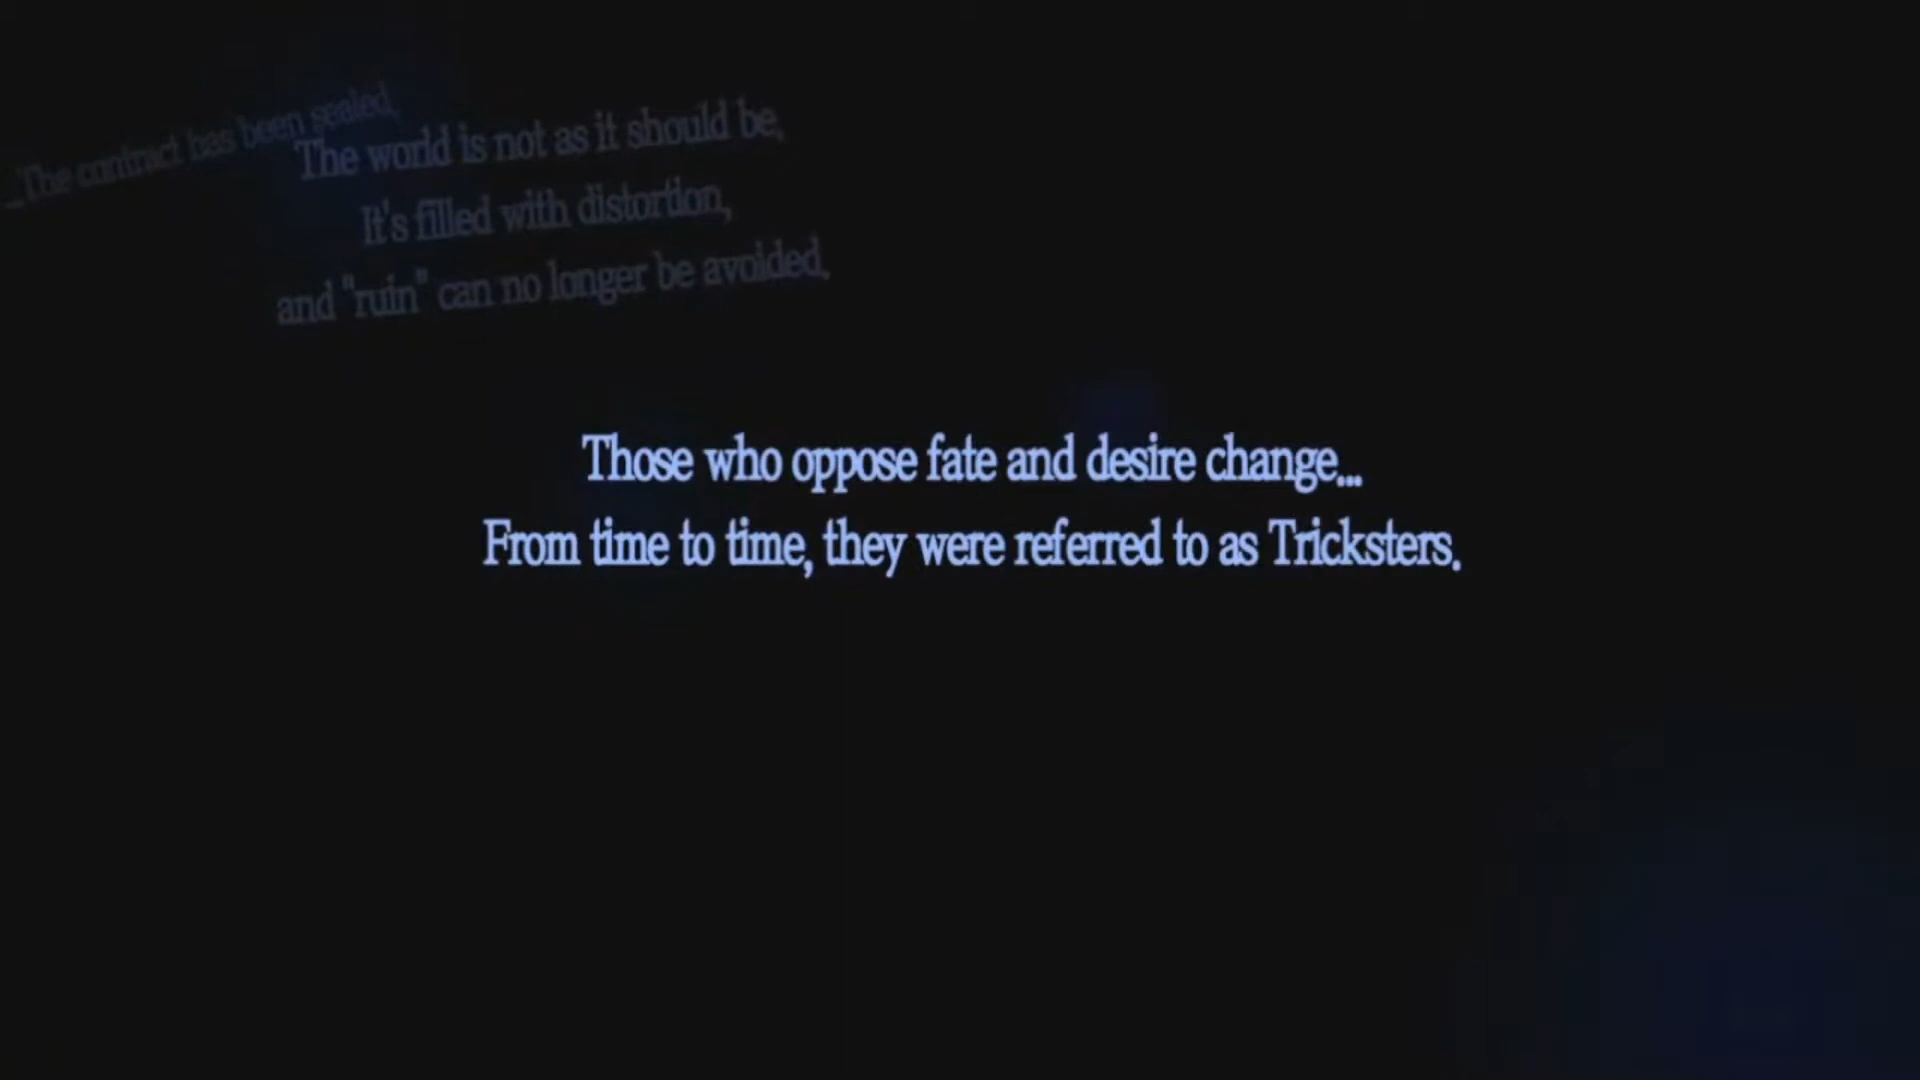 _The contract has been sealed.
The world is not as it should be.
It's filled with distortion,
and "ruin" can no longer be avoided.
Those who oppose fate and desire change...
From time to time, they were referred to as Tricksters.